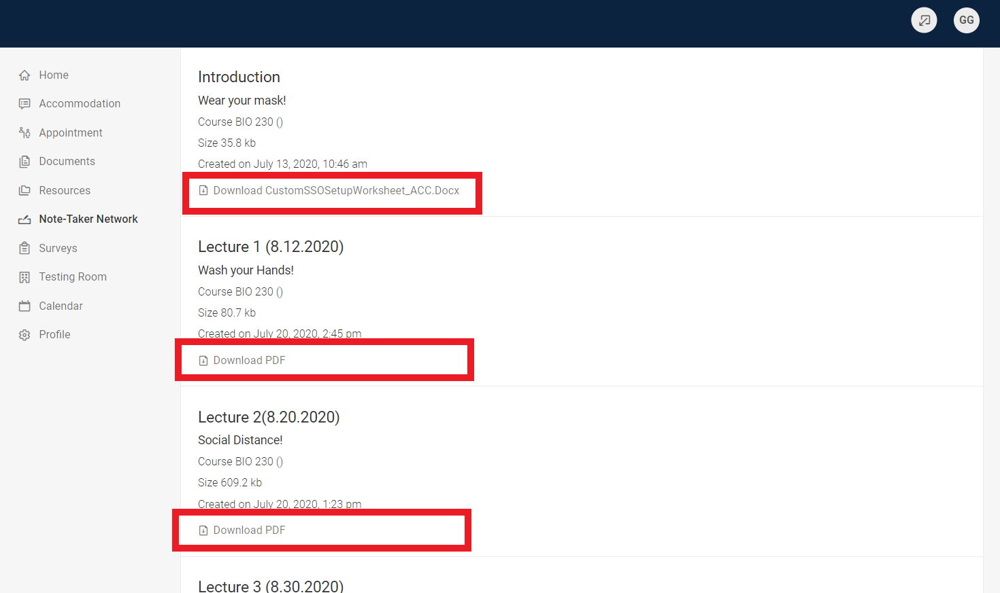 GG
Home
Accommodation
Appointment
Documents
Resources
Note-Taker Network
Surveys
Testing Room
Calendar
Profile
Introduction
Wear your mask!
Course BIO 230 ()
Size 35.8 kb
Created on July 13, 2020, 10:46 am
Download CustomSSOSetupWorksheet_ACC.Docx
Lecture 1 (8.12.2020)
Wash your Hands!
Course BIO 230 ()
Size 80.7 kb
Created on July 20, 2020, 2:45 pm
Download PDF
Lecture 2(8.20.2020)
Social Distance!
Course BIO 230 ()
Size 609.2 kb
Created on July 20, 2020, 1:23 pm
Download PDF
Lecture 3 (8.30.2020)